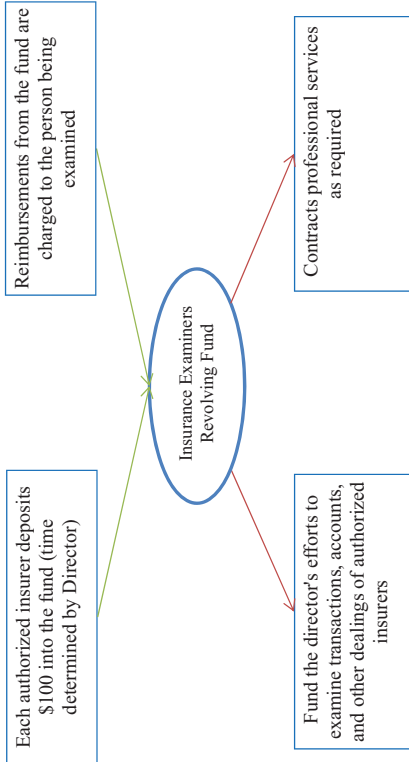 Each authorized insurer deposits
$100 into the fund (time
determined by Director)
Reimbursements from the fund are
charged to the person being
examined
Insurance Examiners
Revolving Fund
Fund the director's efforts to
examine transactions, accounts,
and other dealings of authorized
insurers
Contracts professional services
as required